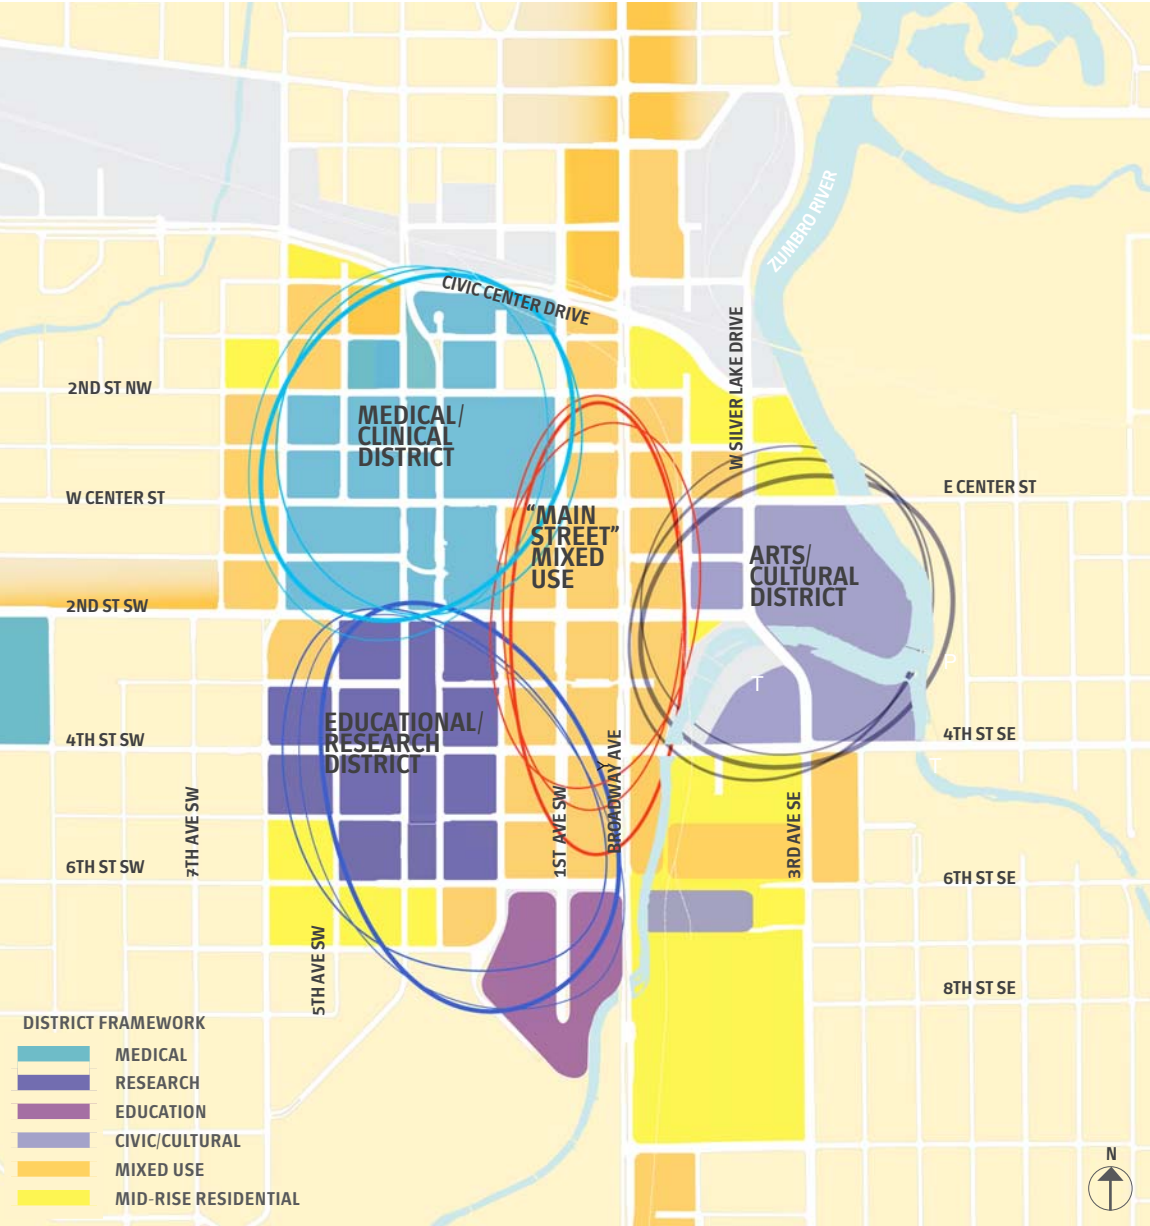 ZUMBRO RIVER
CIVIC CENTER DRIVE
W SILVER LAKE DRIVE
2ND ST NW
MEDICAL/
CLINICAL
DISTRICT
W CENTER ST
E CENTER ST
“MAIN
STREET”
MIXED
USE
ARTS/
CULTURAL
DISTRICT
2ND ST SW
P
T
EDUCATIONAL/
RESEARCH
DISTRICT
4TH ST SW
4TH ST SE
T
Y
BROADWAY AVE
1ST AVE SW
7TH AVE SW
3RD AVE SE
6TH ST SW
6TH ST SE
5TH AVE SW
8TH ST SE
DISTRICT FRAMEWORK
MEDICAL
RESEARCH
EDUCATION
CIVIC/CULTURAL
MIXED USE
MID-RISE RESIDENTIAL
N